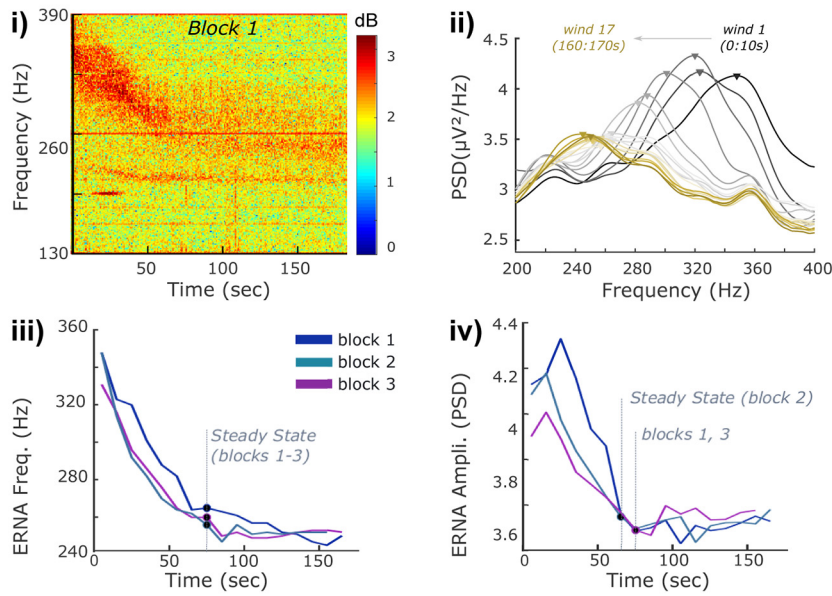 i)
Block 1
dB
390
260
130
3
2
1
0
Frequency (Hz)
50
100
150
Time (sec)
ii)
wind 17
(160:170s)
wind 1
(0:10s)
4.5
4
3.5
3
2.5
PSD(µV²/Hz)
200
240
280
320
360
400
Frequency (Hz)
iii)
360
320
280
260
240
ERNA Freq. (Hz)
block 1
block 2
block 3
Steady State
(blocks 1-3)
0
50
100
150
Time (sec)
iv)
4.4
4.2
4
3.8
3.6
ERNA Ampli. (PSD)
Steady State (block 2)
blocks 1, 3
0
50
100
150
Time (sec)